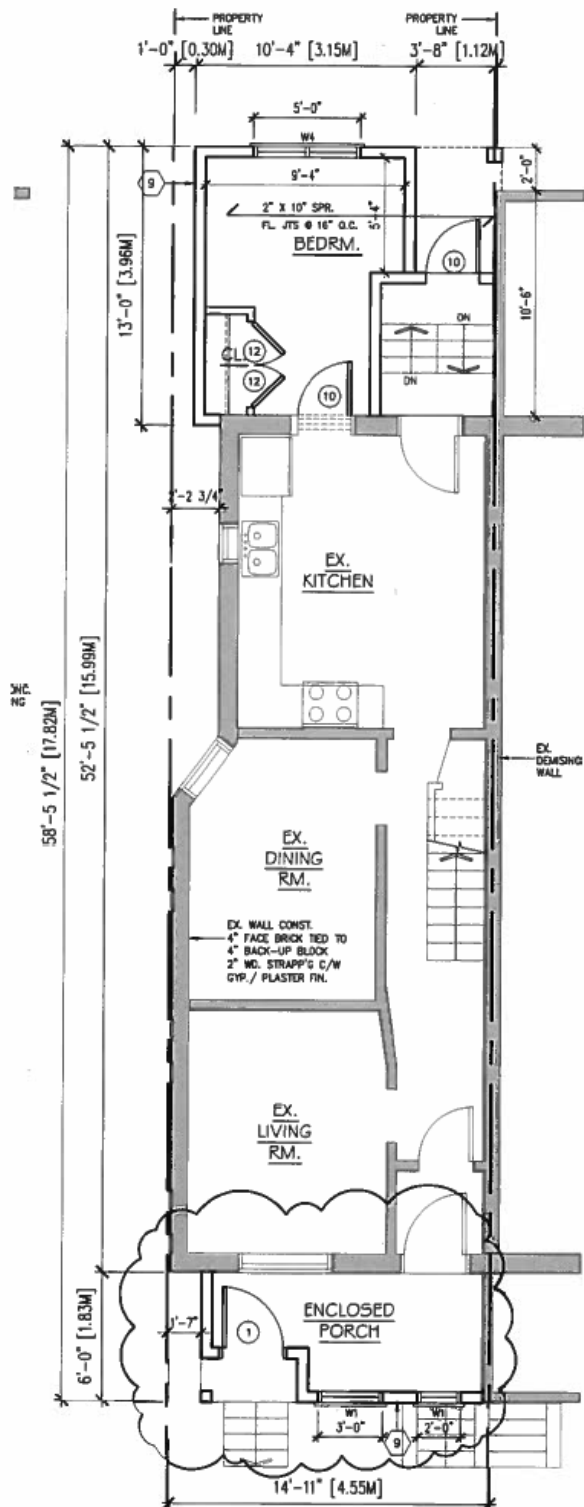 PROPERTY
LINE
PROPERTY
LINE
1'-0" [0.30M]
10'-4" [3.15M]
3'-8" [1.12M]
5'-0"
W4
2'-0"
9
9'-4"
2" X 10" SPR.
FL. JTS @ 16" O.C.
5'-4"
BEDRM.
10
13'-0" [3.96M]
10'-6"
DN
DN
12
12
10
2'-2 3/4"
EX.
KITCHEN
58'-5 1/2" [17.82M]
52'-5 1/2" [15.99M]
NG
EX.
DEMISING
WALL
EX.
DINING
RM.
EX. WALL CONST.
4" FACE BRICK TIED TO
4" BACK-UP BLOCK
2" WD. STRAPP'G C/W
GYP./ PLASTER FIN.
EX.
LIVING
RM.
6'-0" [1.83M]
1'-7"
1
ENCLOSED
PORCH
W1
3'-0"
9
W1
2'-0"
14'-11" [4.55M]